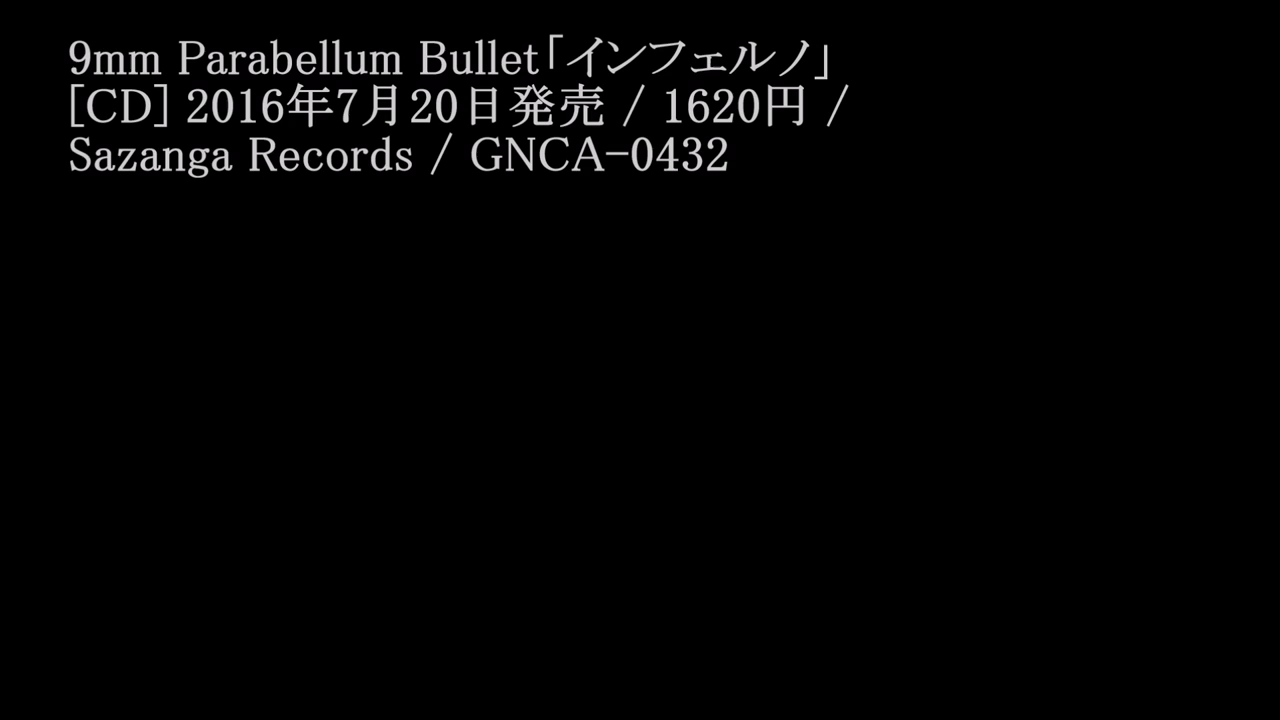 9mm Parabellum Bullet「インフェルノ」
[CD] 2016年7月20日発売 / 1620円 /
Sazanga Records / GNCA-0432